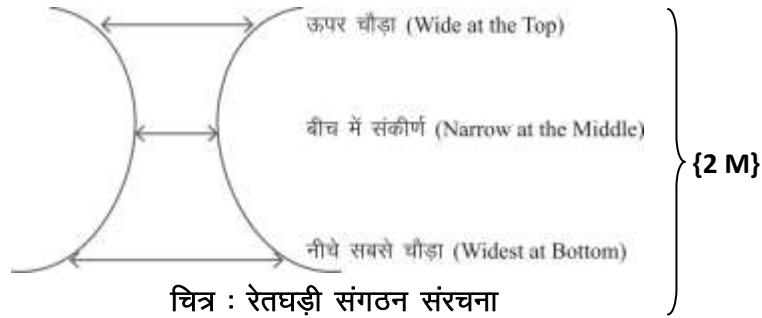 ऊपर चौड़ा (Wide at the Top)
बीच में संकीर्ण (Narrow at the Middle)
{2 M}
नीचे सबसे चौड़ा (Widest at Bottom)
चित्र : रेतघड़ी संगठन संरचना